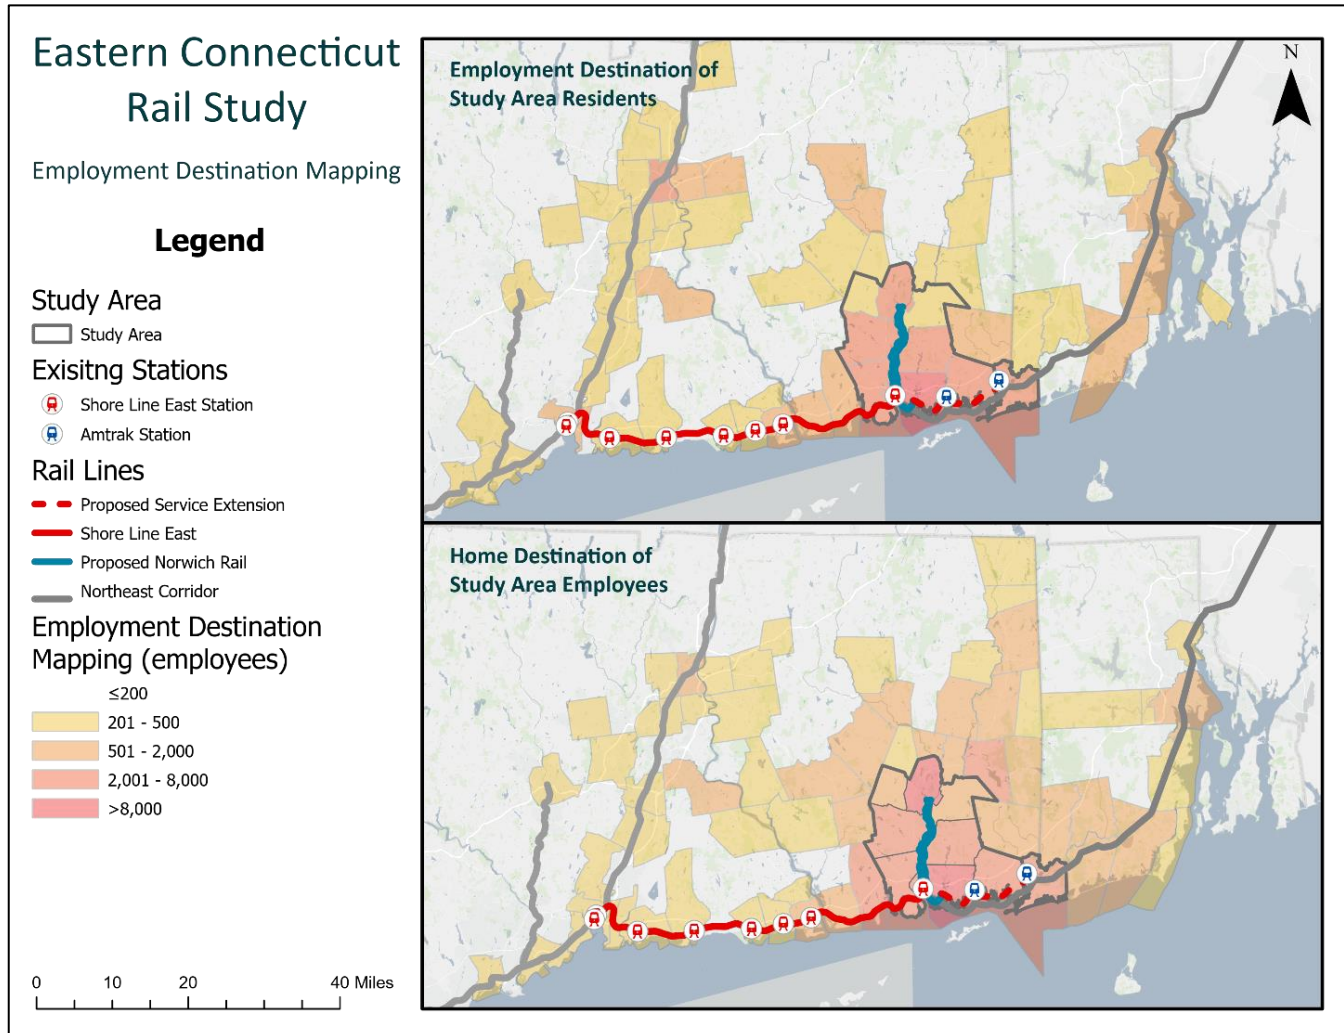 Eastern Connecticut
Rail Study
Employment Destination Mapping
Legend
Study Area
Study Area
Exisitng Stations
Shore Line East Station
Amtrak Station
Rail Lines
Proposed Service Extension
Shore Line East
Proposed Norwich Rail
Northeast Corridor
Employment Destination
Mapping (employees)
≤200
201 - 500
501 - 2,000
2,001 - 8,000
>8,000
0 10 20 40 Miles
Employment Destination of
Study Area Residents
N
Home Destination of
Study Area Employees